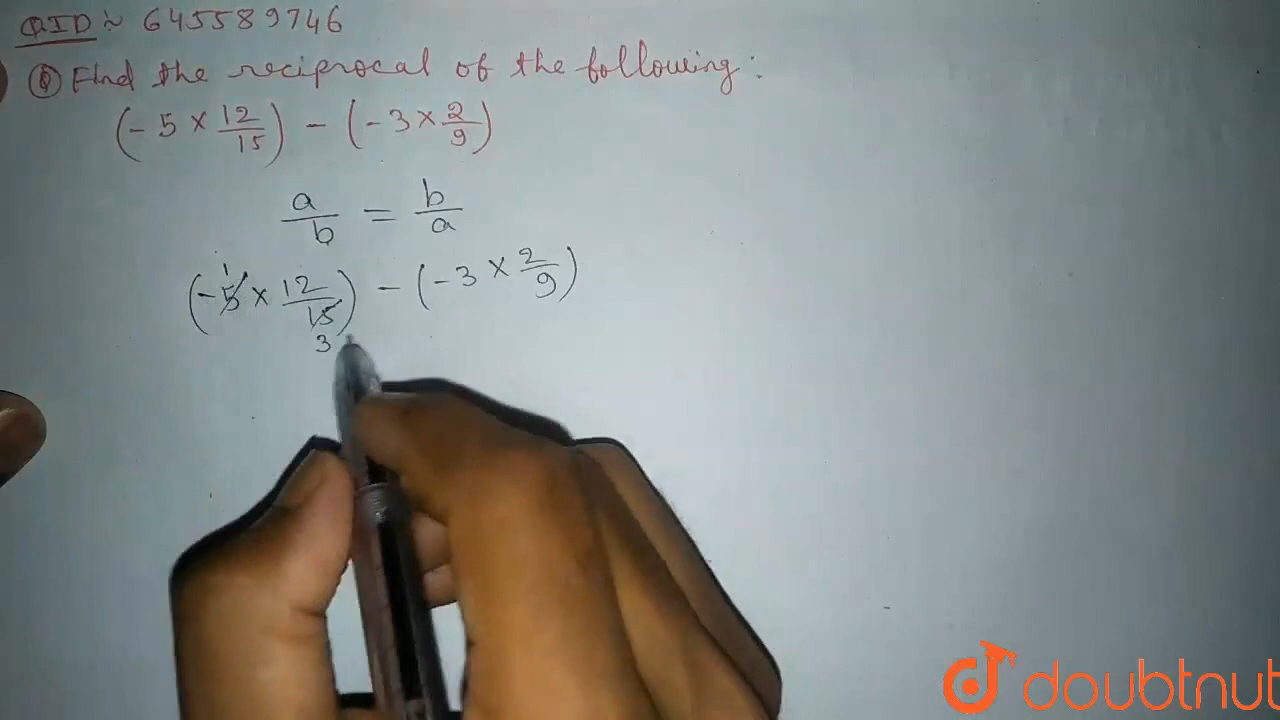 QID:~ 645589746
Q Find the reciprocal of the following:
(-5 × 12/15) - (-3 × 2/9)
a/b = b/a
1
(-5 × 12/15) - (-3 × 2/9)
3
doubtnut